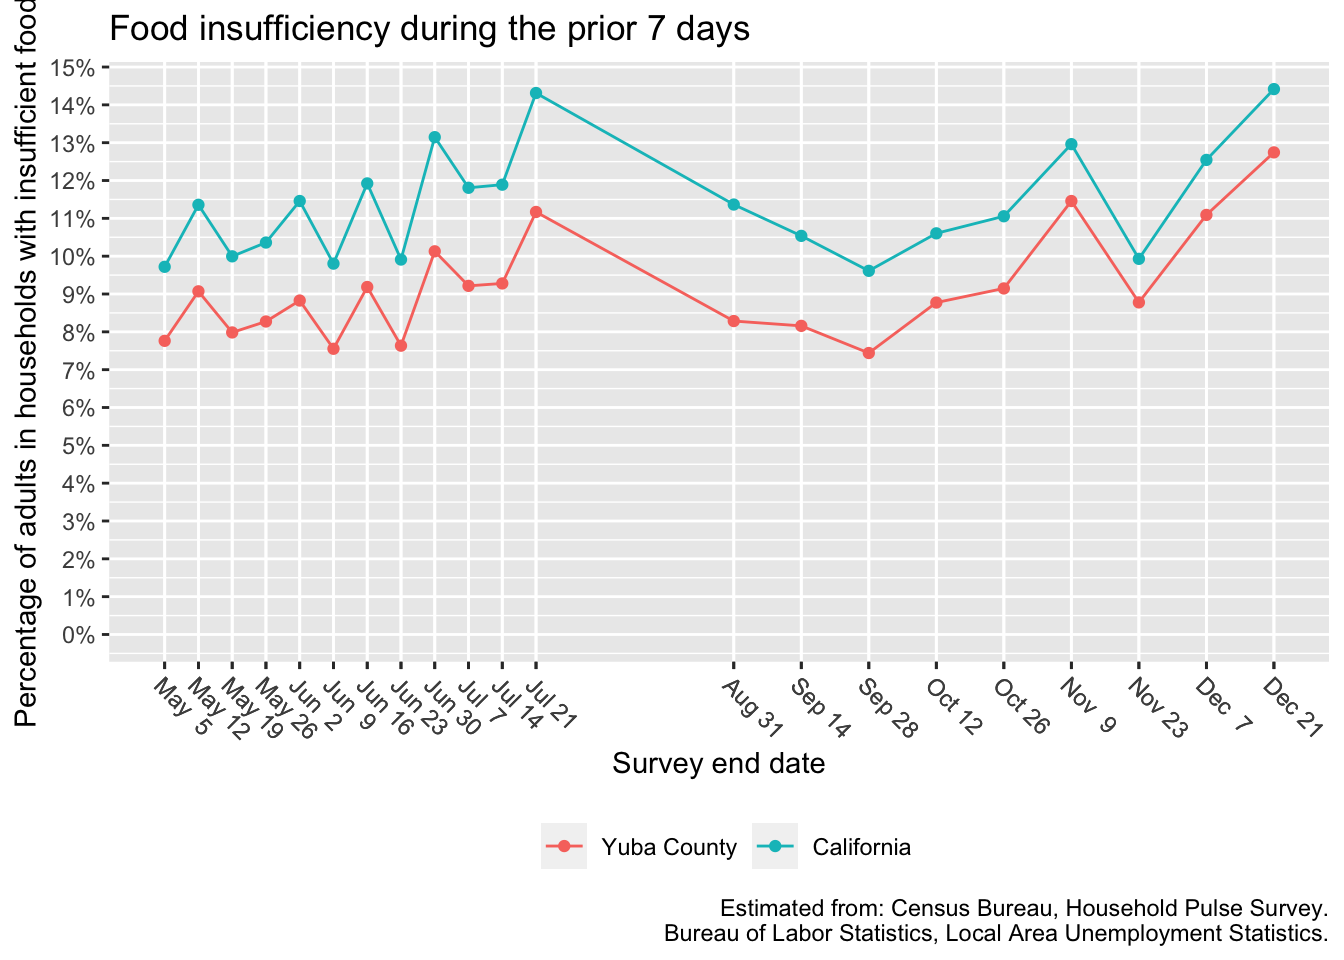 Food insufficiency during the prior 7 days
Percentage of adults in households with insufficient food
15%
14%
13%
12%
11%
10%
9%
8%
7%
6%
5%
4%
3%
2%
1%
0%
May 5
May 12
May 19
May 26
Jun 2
Jun 9
Jun 16
Jun 23
Jun 30
Jul 7
Jul 14
Jul 21
Aug 31
Sep 14
Sep 28
Oct 12
Oct 26
Nov 9
Nov 23
Dec 7
Dec 21
Survey end date
Yuba County
California
Estimated from: Census Bureau, Household Pulse Survey.
Bureau of Labor Statistics, Local Area Unemployment Statistics.